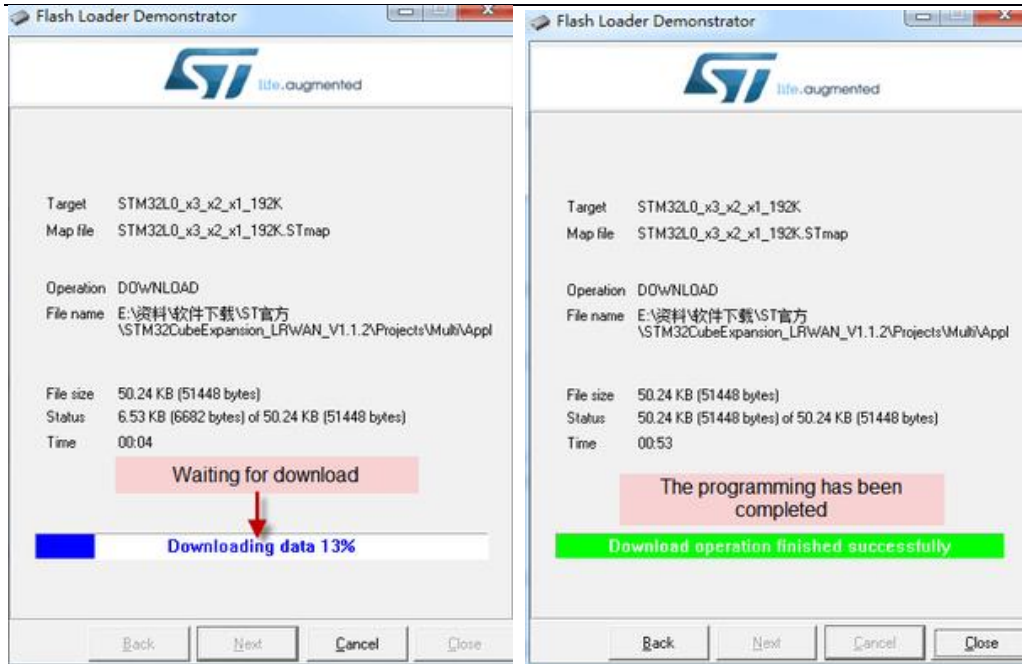 Flash Loader Demonstrator
ST life.augmented
Target STM32L0_x3_x2_x1_192K
Map file STM32L0_x3_x2_x1_192K.STmap
Operation DOWNLOAD
File name E:\资料\软件下载\ST官方
\STM32CubeExpansion_LRWAN_V1.1.2\Projects\Multi\Appl
File size 50.24 KB (51448 bytes)
Status 6.53 KB (6682 bytes) of 50.24 KB (51448 bytes)
Time 00:04
Waiting for download
Downloading data 13%
Back Next Cancel Close
Flash Loader Demonstrator
ST life.augmented
Target STM32L0_x3_x2_x1_192K
Map file STM32L0_x3_x2_x1_192K.STmap
Operation DOWNLOAD
File name E:\资料\软件下载\ST官方
\STM32CubeExpansion_LRWAN_V1.1.2\Projects\Multi\Appl
File size 50.24 KB (51448 bytes)
Status 50.24 KB (51448 bytes) of 50.24 KB (51448 bytes)
Time 00:53
The programming has been
completed
Download operation finished successfully
Back Next Cancel Close